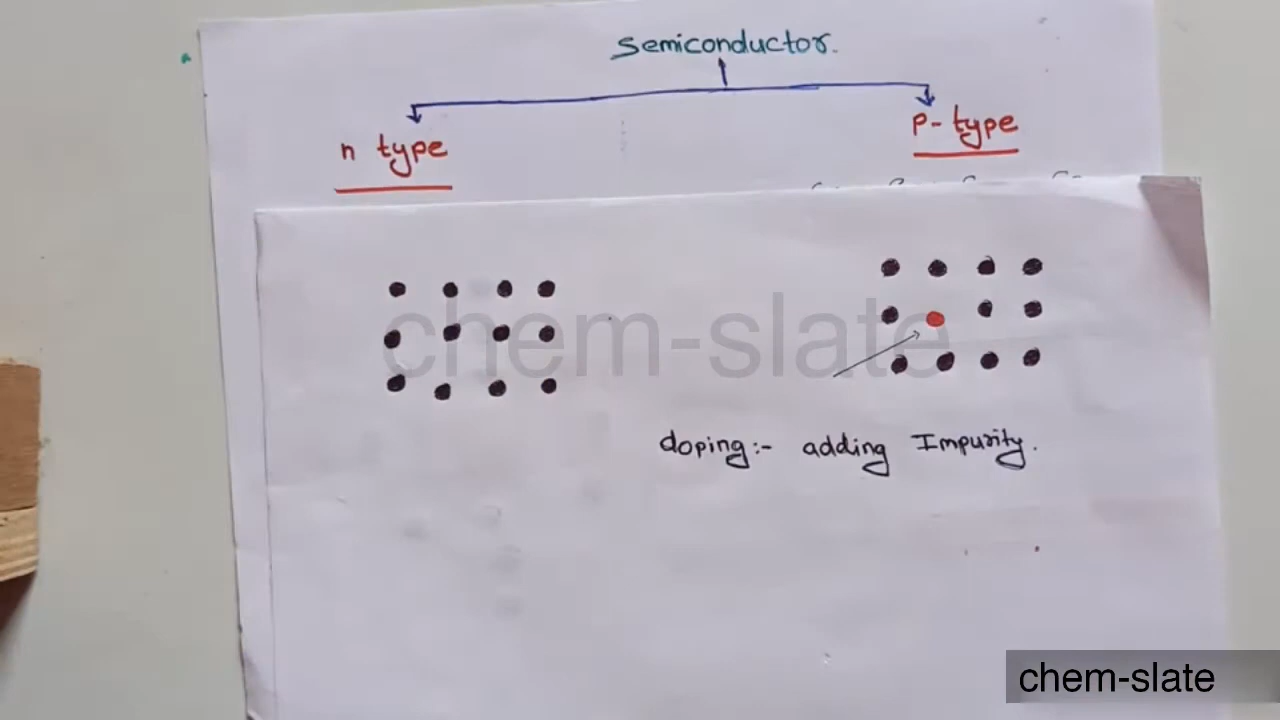 Semiconductor.
n type
P- type
chem-slate
doping:- adding Impurity.
chem-slate